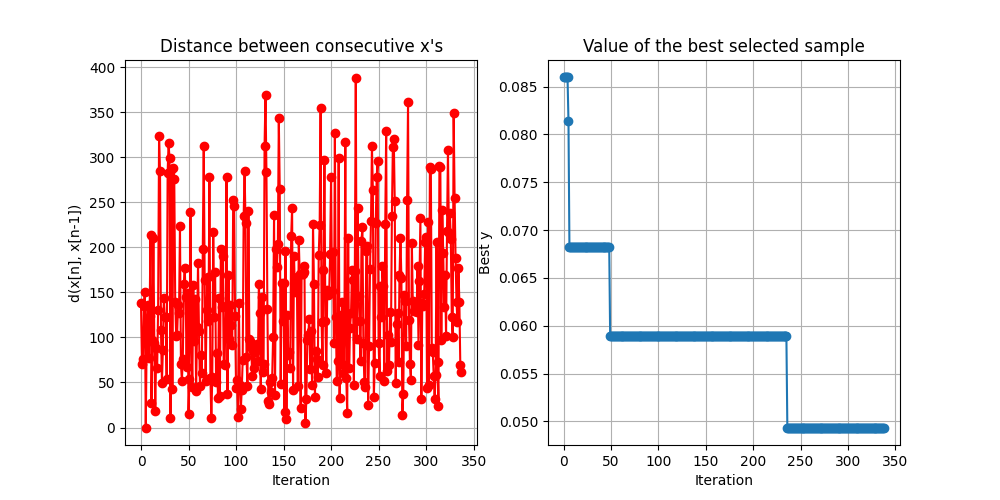 Distance between consecutive x's
d(x[n], x[n-1])
400
350
300
250
200
150
100
50
0
0 50 100 150 200 250 300 350
Iteration
Value of the best selected sample
Best y
0.085
0.080
0.075
0.070
0.065
0.060
0.055
0.050
0 50 100 150 200 250 300 350
Iteration